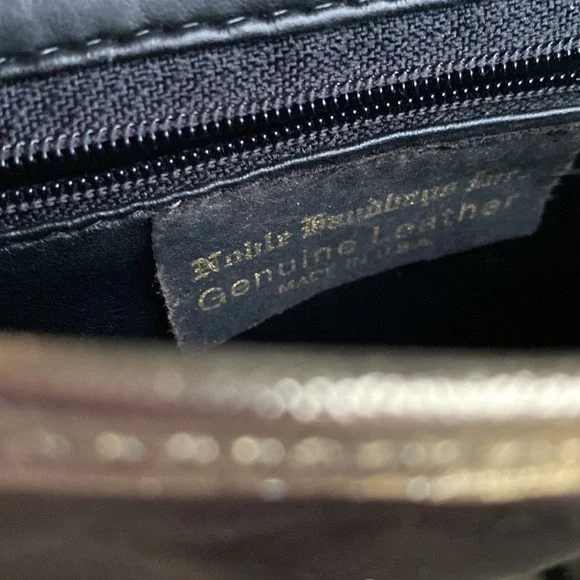 Noble Handbags Inc.
Genuine Leather
MADE IN U.S.A.